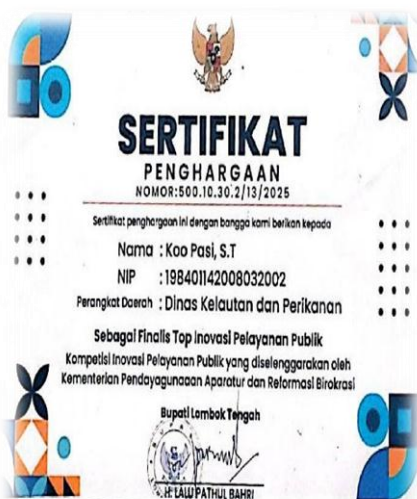 SERTIFIKAT
PENGHARGAAN
NOMOR:500.10.30.2/13/2025
Sertifikat penghargaan ini dengan bangga kami berikan kepada
Nama : Koo Pasi, S.T
NIP : 198401142008032002
Perangkat Daerah : Dinas Kelautan dan Perikanan
Sebagai Finalis Top Inovasi Pelayanan Publik
Kompetisi Inovasi Pelayanan Publik yang diselenggarakan oleh
Kementerian Pendayagunaaan Aparatur dan Reformasi Birokrasi
Bupati Lombok Tengah
H. LALU PATHUL BAHRI